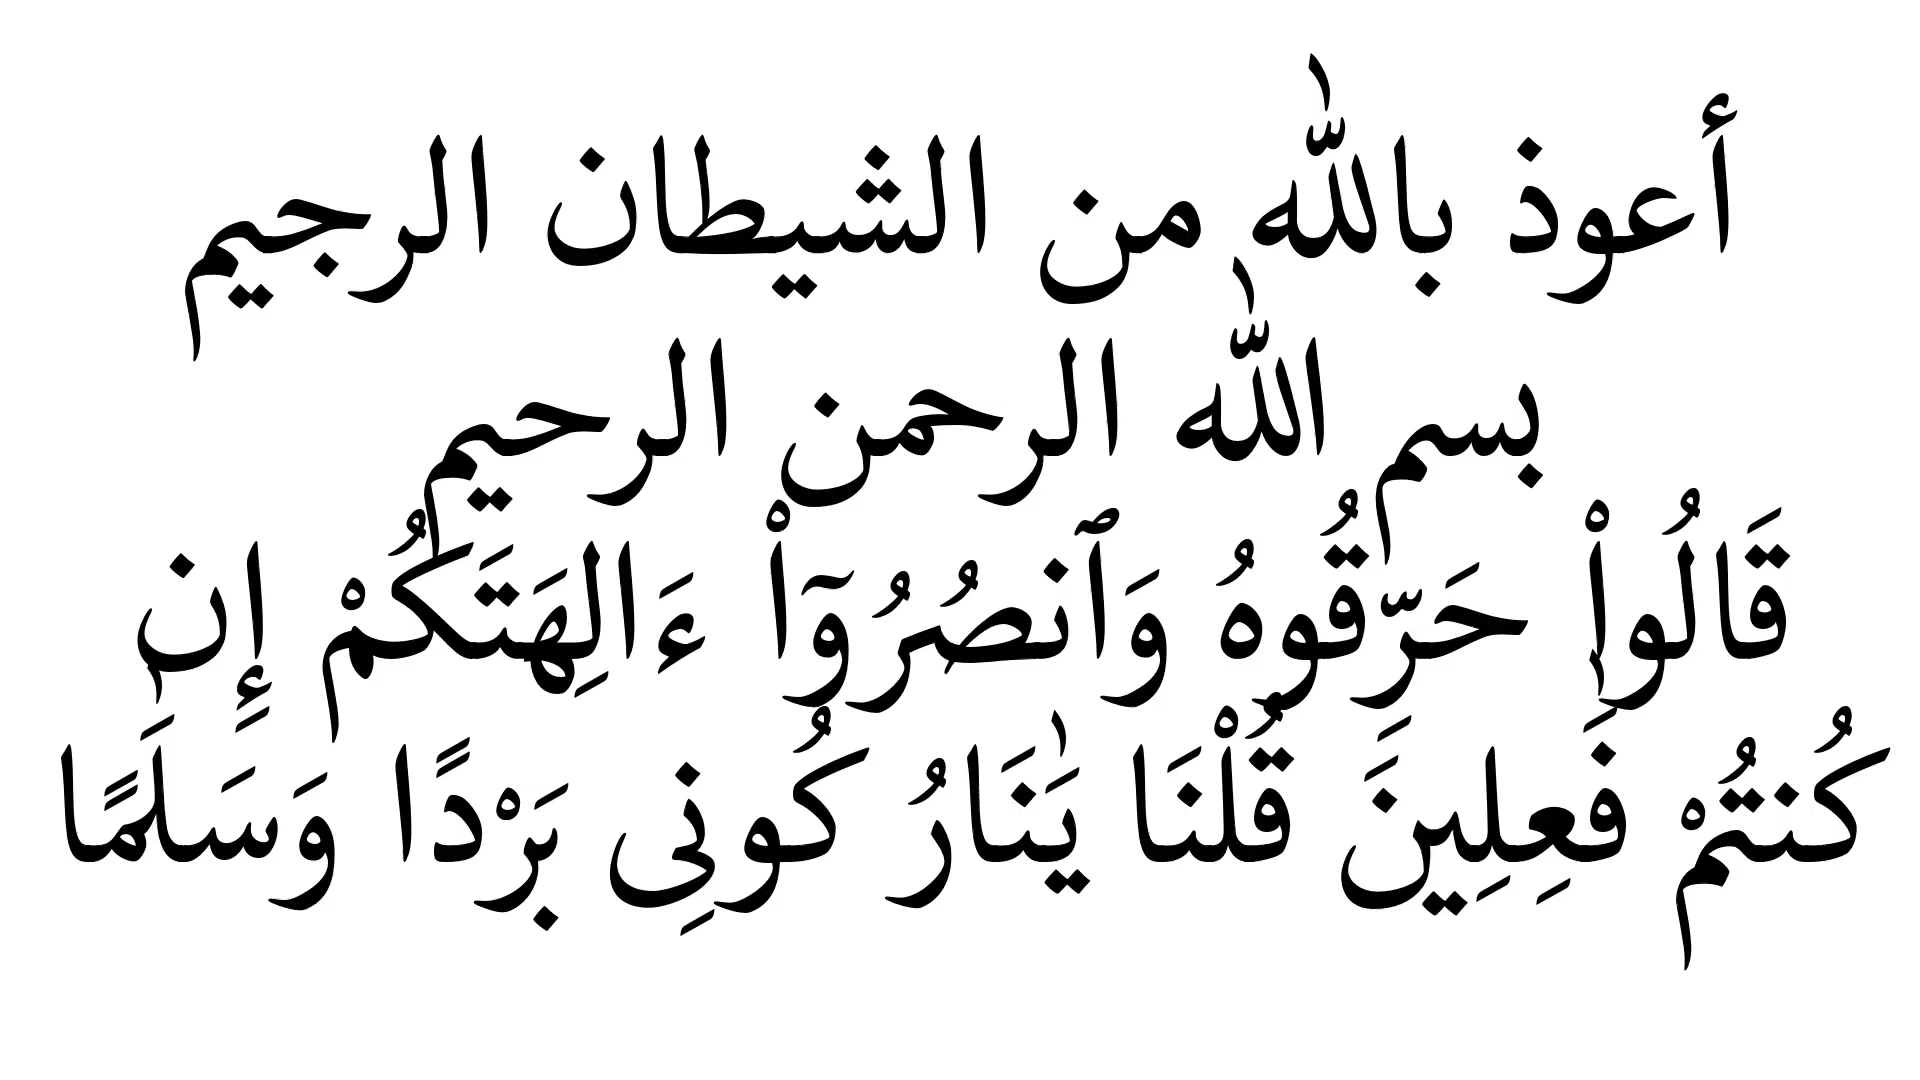 أعوذ بالله من الشيطان الرجيم
بسم الله الرحمن الرحيم
قَالُوا۟ حَرِّقُوهُ وَٱنصُرُوٓا۟ ءَالِهَتَكُمْ إِن
كُنتُمْ فَٰعِلِينَ قُلْنَا يَٰنَارُ كُونِى بَرْدًا وَسَلَٰمًا